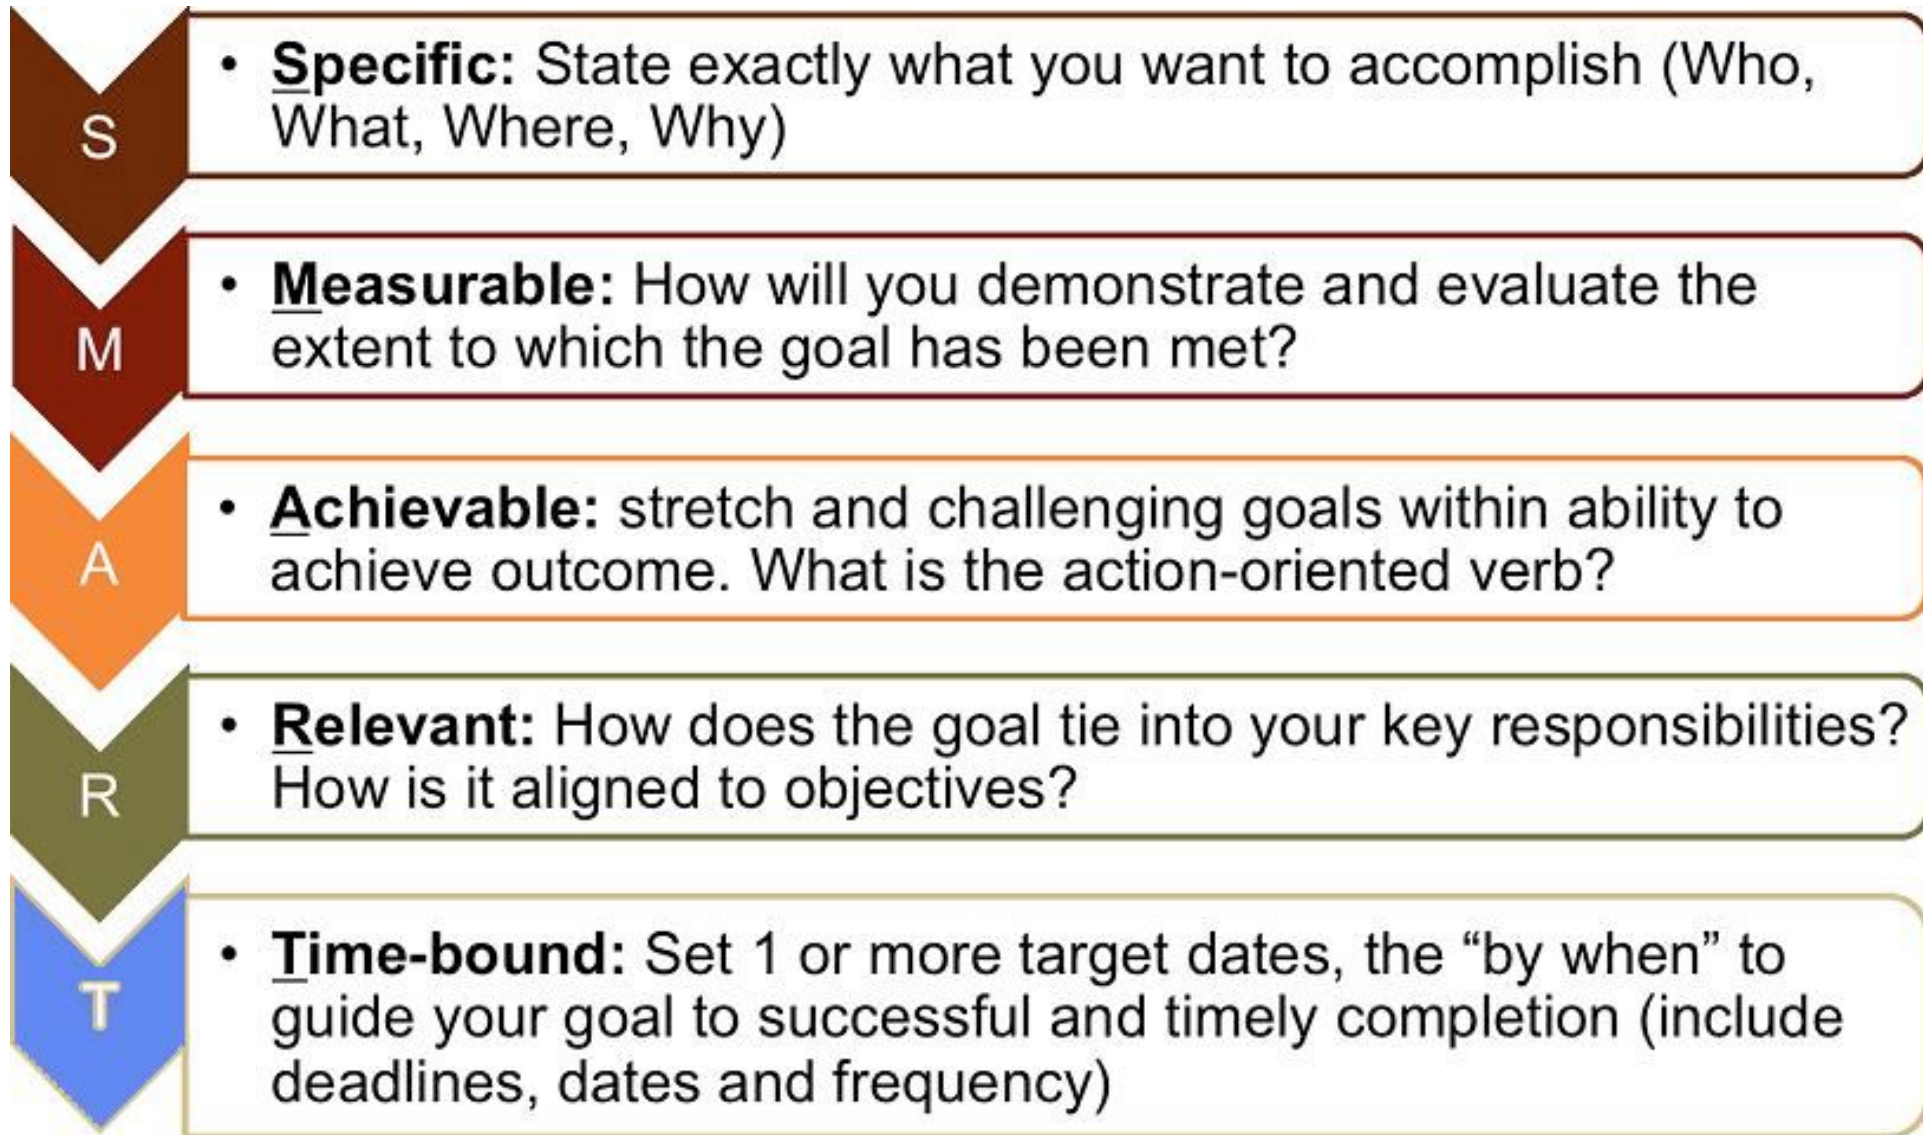 S
• Specific: State exactly what you want to accomplish (Who,
What, Where, Why)
M
• Measurable: How will you demonstrate and evaluate the
extent to which the goal has been met?
A
• Achievable: stretch and challenging goals within ability to
achieve outcome. What is the action-oriented verb?
R
• Relevant: How does the goal tie into your key responsibilities?
How is it aligned to objectives?
T
• Time-bound: Set 1 or more target dates, the “by when” to
guide your goal to successful and timely completion (include
deadlines, dates and frequency)